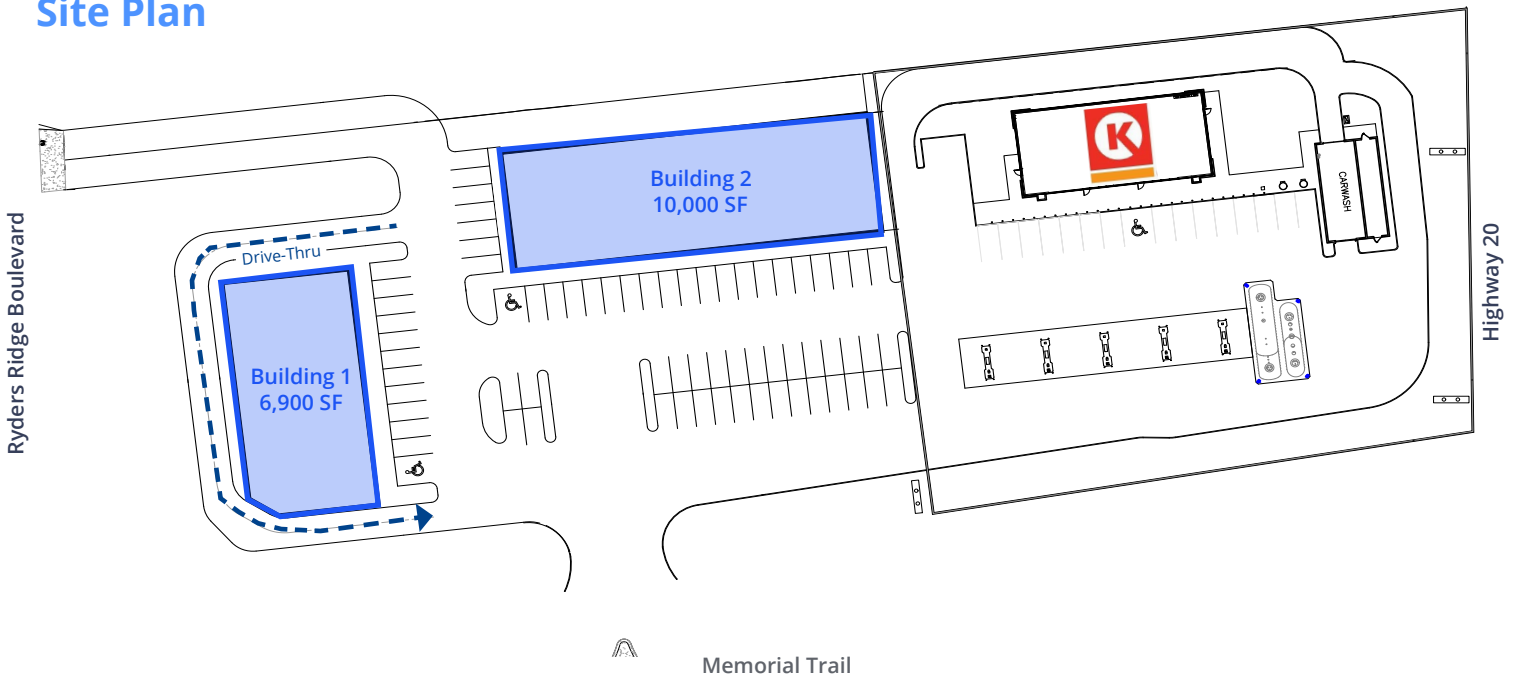 Site Plan
Building 2
10,000 SF
K
CARWASH
Drive-Thru
Building 1
6,900 SF
Ryders Ridge Boulevard
Highway 20
Memorial Trail